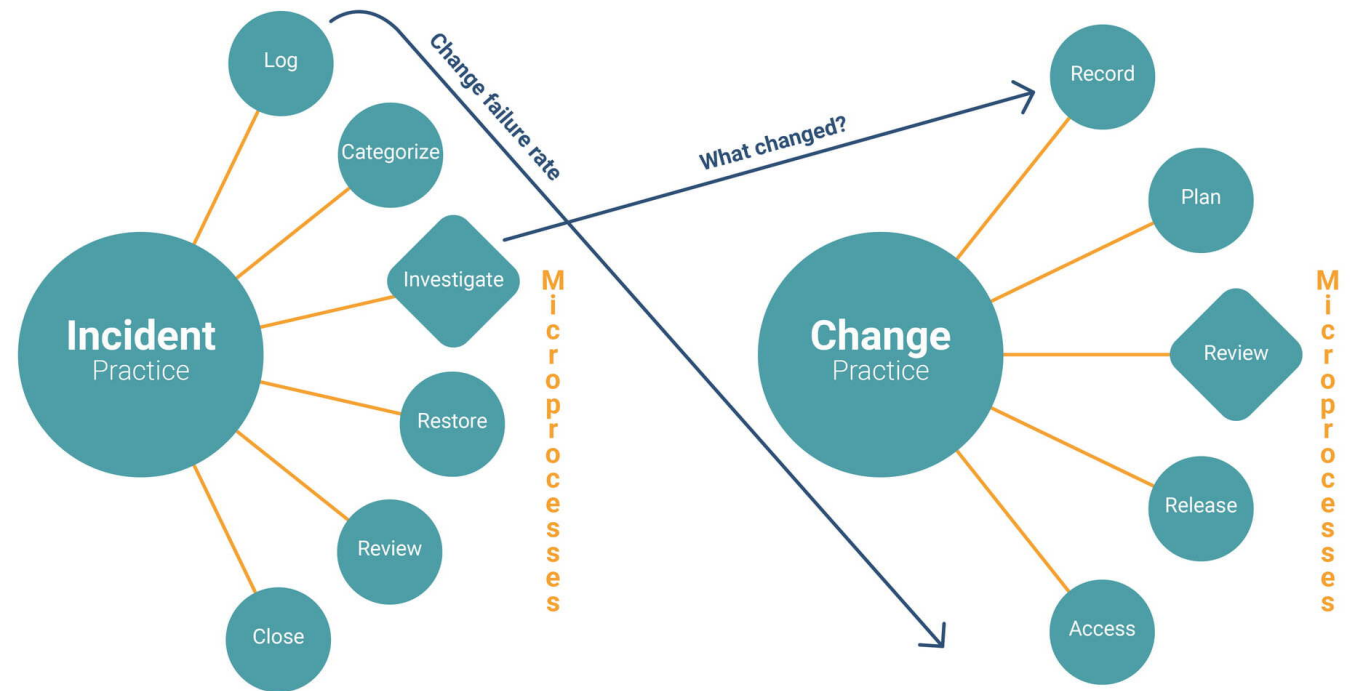 Log
Categorize
Investigate
Restore
Review
Close
Incident
Practice
Microprocesses
Change failure rate
What changed?
Change
Practice
Record
Plan
Review
Release
Access
Microprocesses